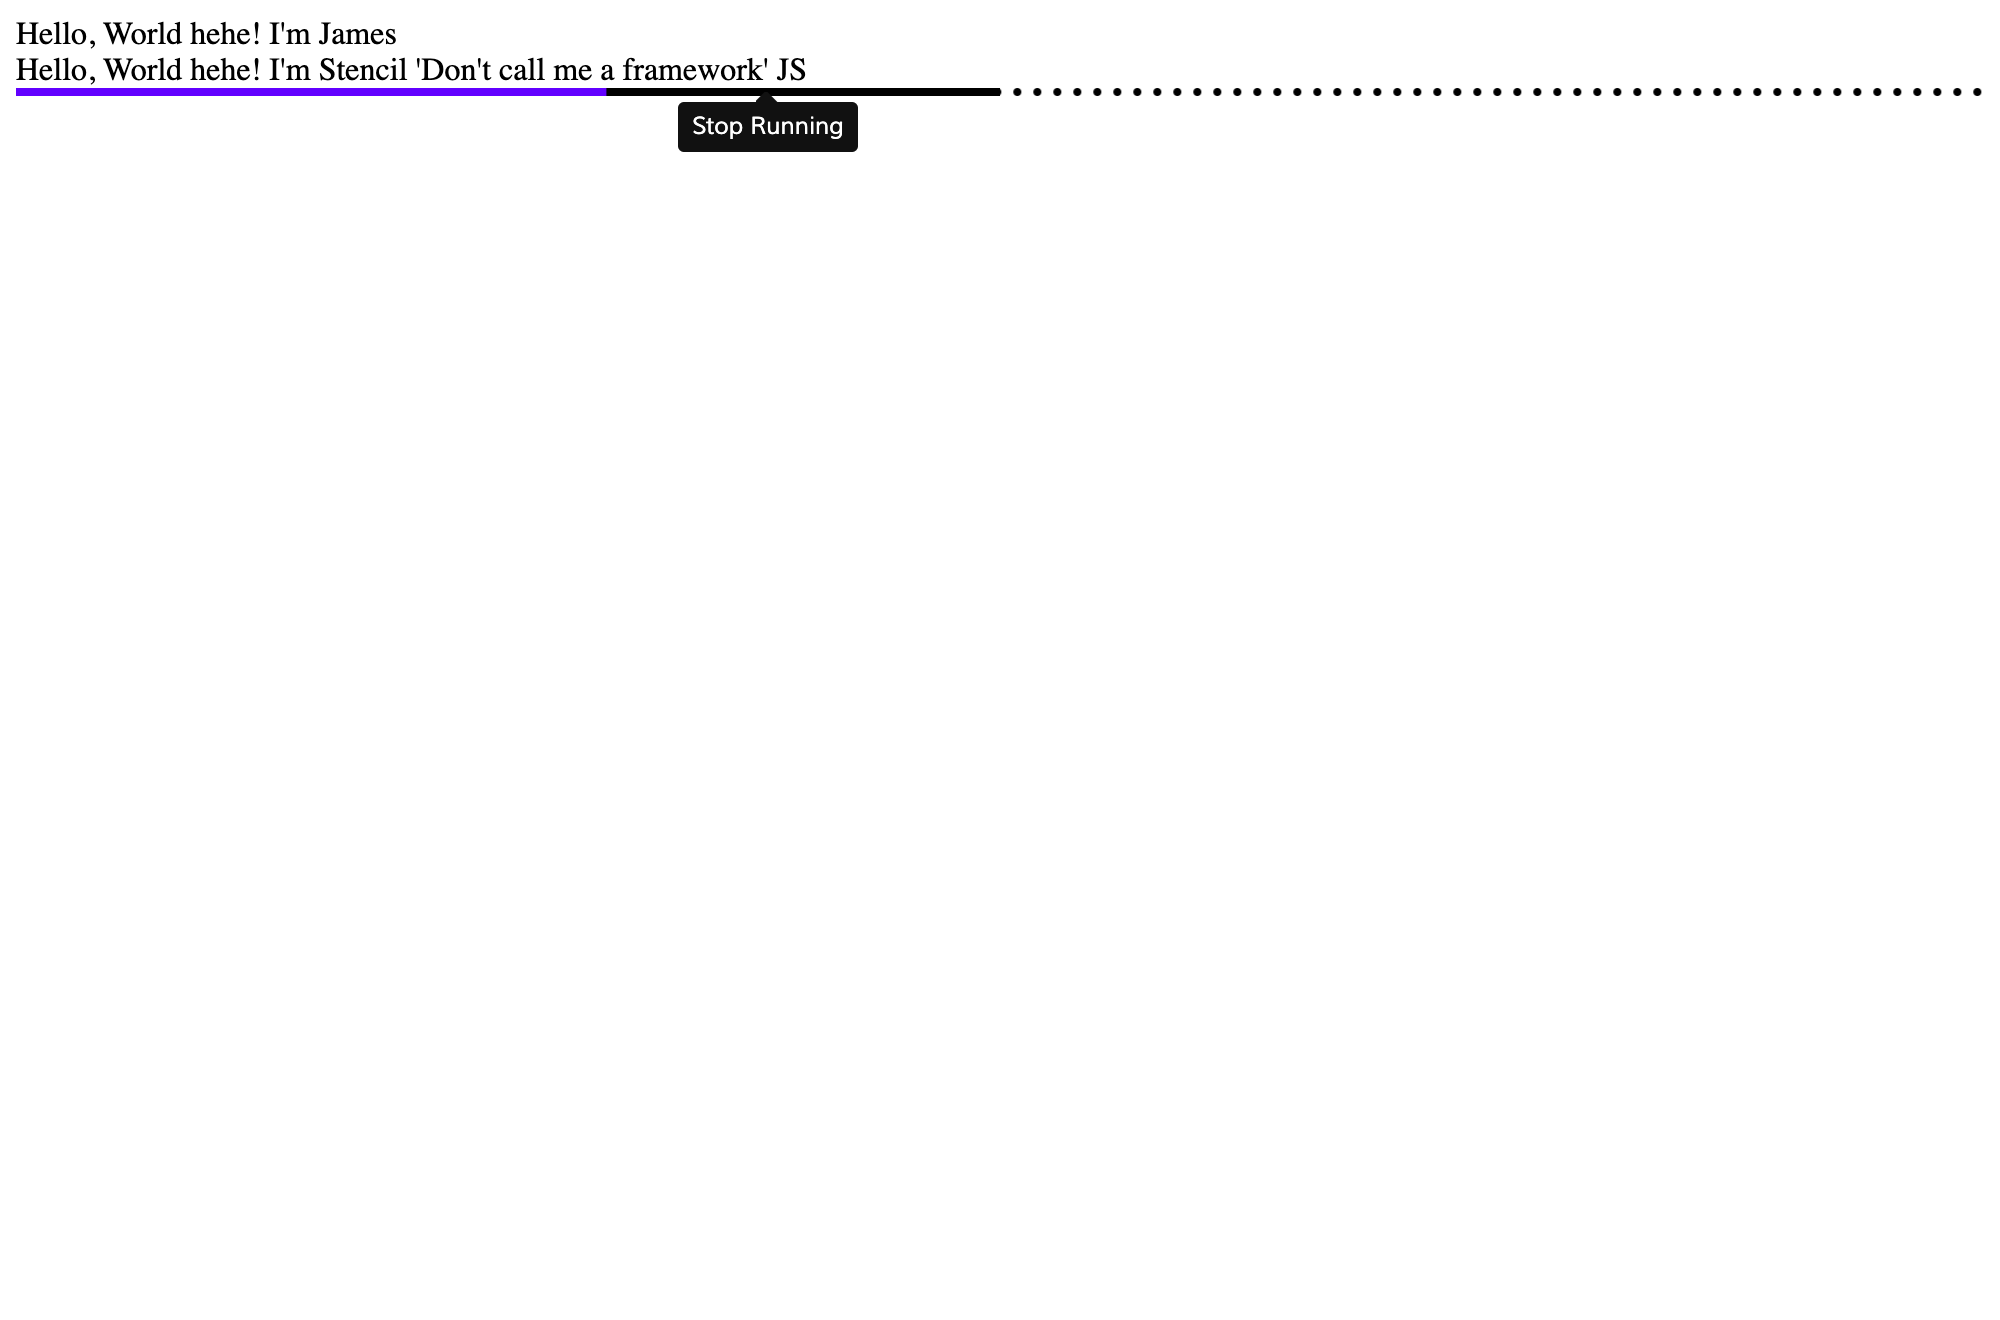 Hello, World hehe! I'm James
Hello, World hehe! I'm Stencil 'Don't call me a framework' JS
Stop Running